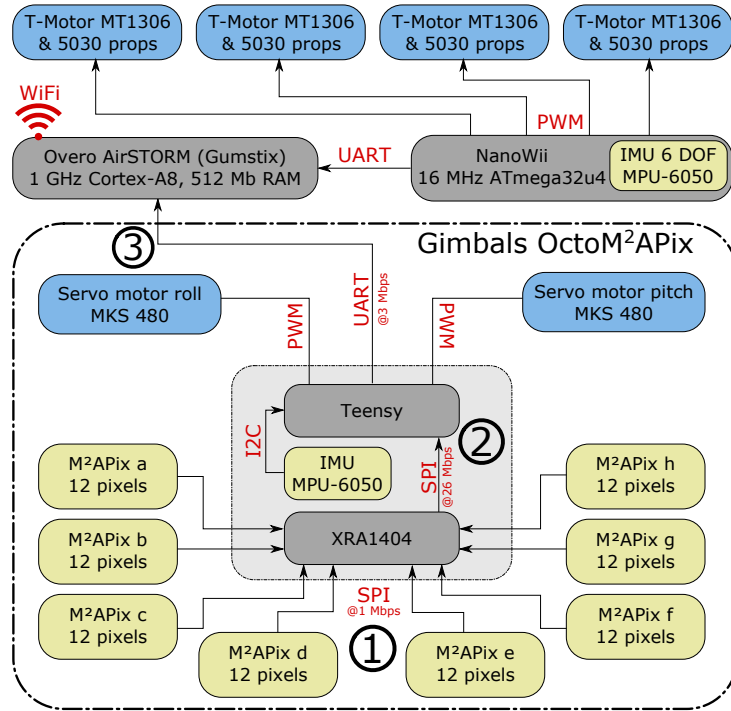 T-Motor MT1306
& 5030 props
T-Motor MT1306
& 5030 props
T-Motor MT1306
& 5030 props
T-Motor MT1306
& 5030 props
WiFi
PWM
Overo AirSTORM (Gumstix)
1 GHz Cortex-A8, 512 Mb RAM
UART
NanoWii
16 MHz ATmega32u4
IMU 6 DOF
MPU-6050
3
Gimbals OctoM²APix
Servo motor roll
MKS 480
PWM
UART
@3 Mbps
PWM
Servo motor pitch
MKS 480
Teensy
2
I2C
IMU
MPU-6050
SPI
@26 Mbps
M²APix a
12 pixels
M²APix h
12 pixels
XRA1404
M²APix b
12 pixels
M²APix g
12 pixels
SPI
@1 Mbps
M²APix c
12 pixels
M²APix f
12 pixels
1
M²APix d
12 pixels
M²APix e
12 pixels